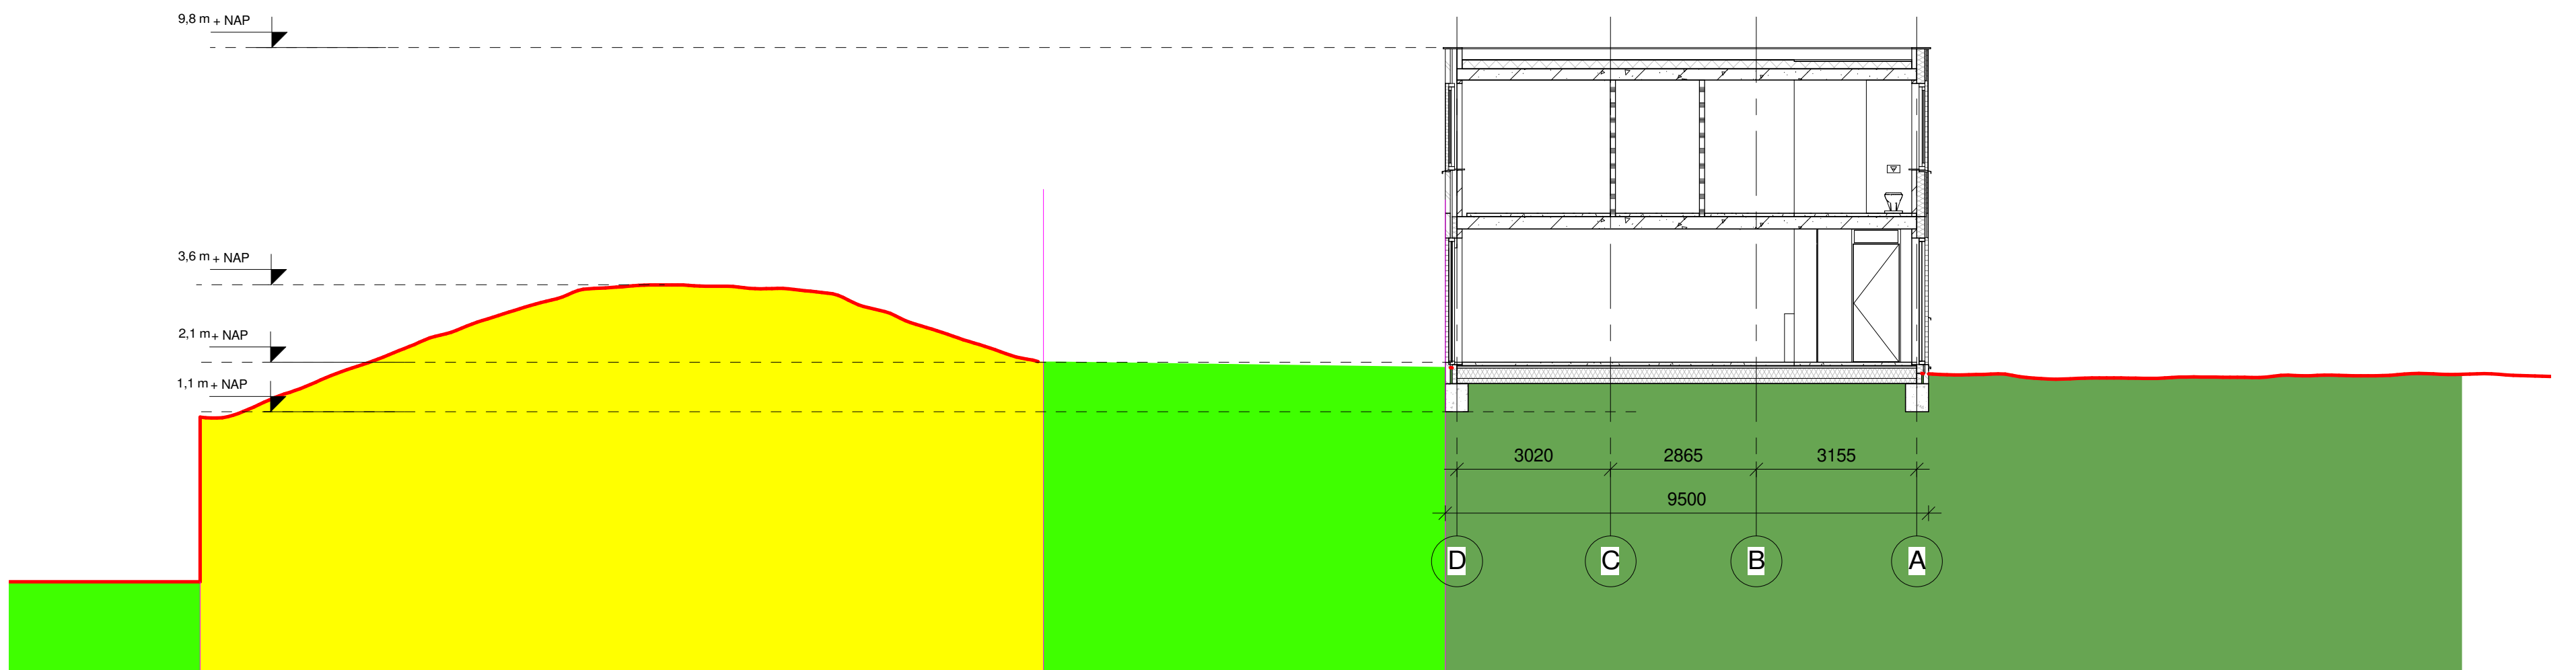 9,8 m + NAP
3,6 m + NAP
2,1 m + NAP
1,1 m + NAP
3020 2865 3155
9500
D C B A